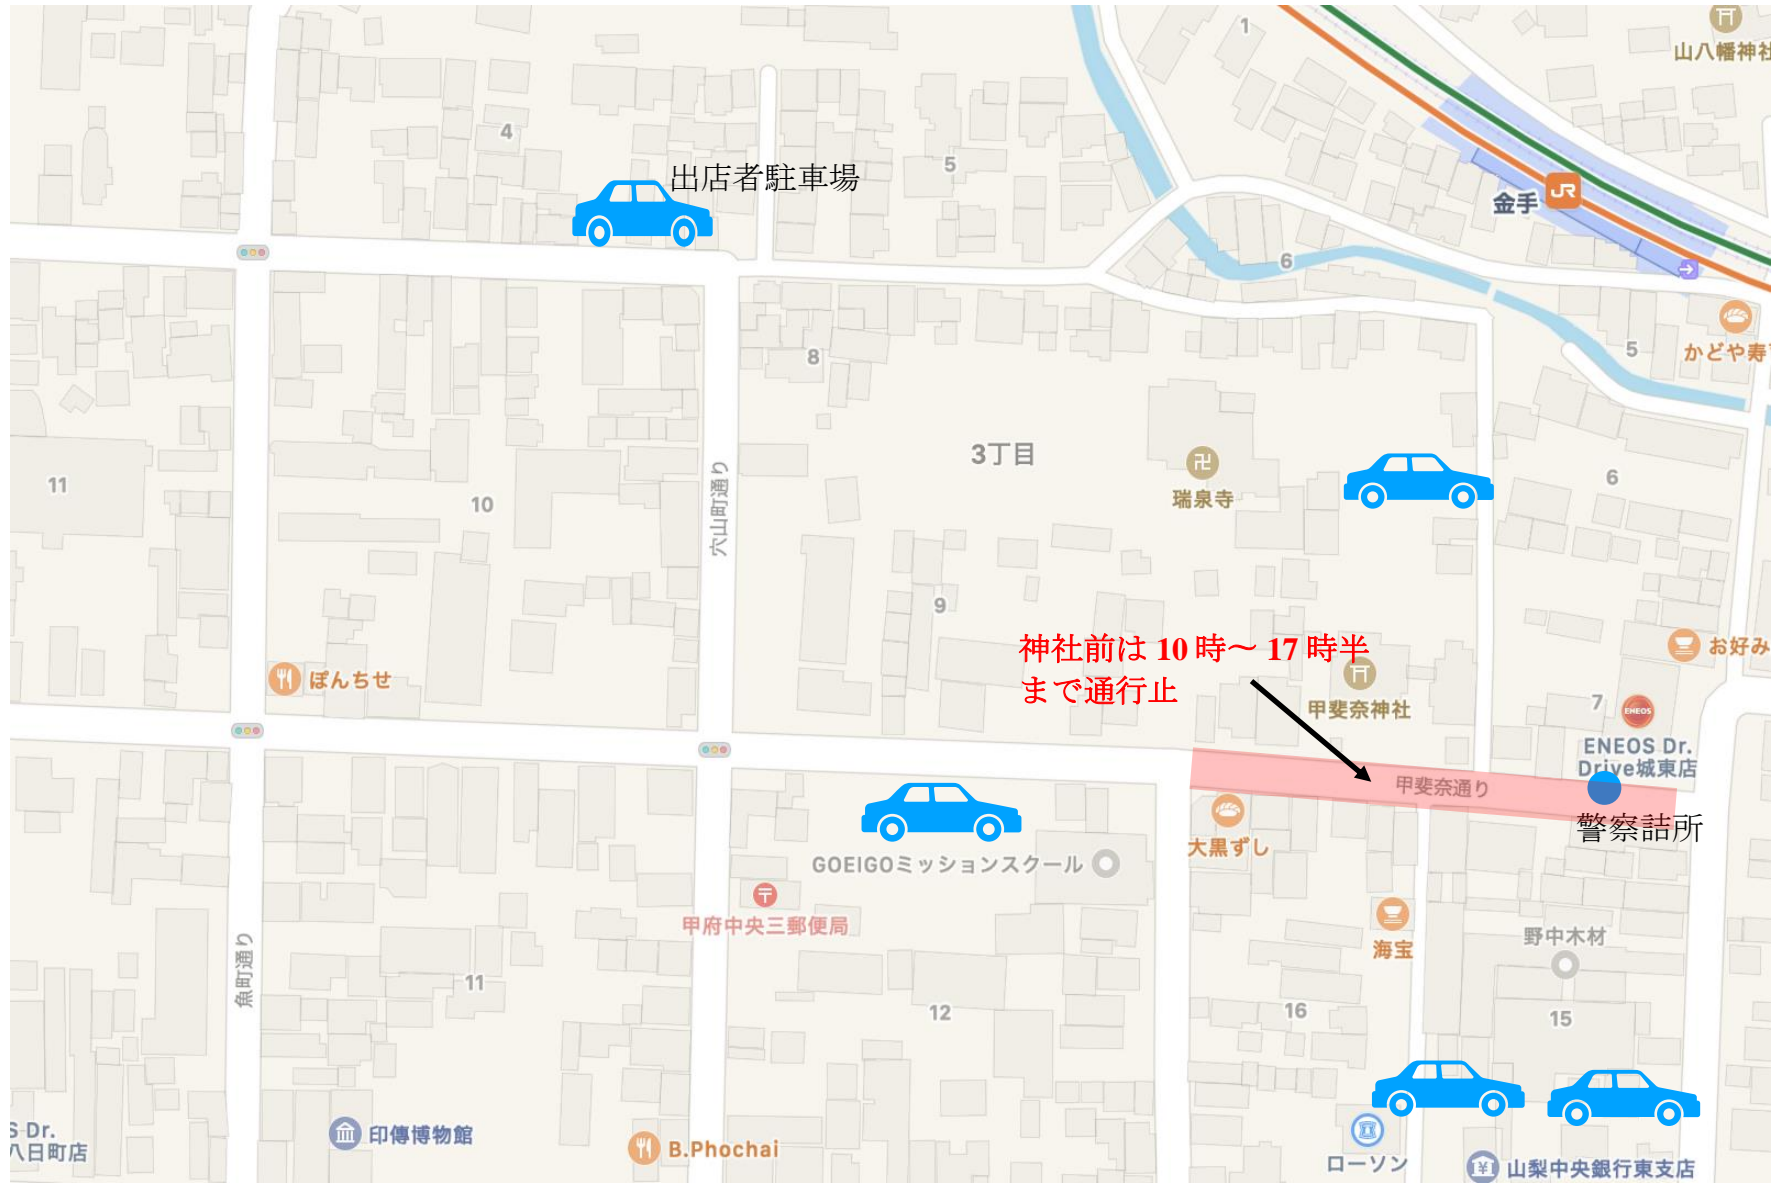 1
山八幡神社
4
出店者駐車場
5
JR
金手
6
8
5
かどや寿
3丁目
瑞泉寺
11
10
穴山町通り
6
9
神社前は 10 時～ 17 時半
まで通行止
お好み
ぽんちせ
甲斐奈神社
7
ENEOS
ENEOS Dr.
Drive城東店
甲斐奈通り
警察詰所
大黒ずし
GOEIGOミッションスクール
甲府中央三郵便局
海宝
野中木材
魚町通り
11
12
16
15
S Dr.
八日町店
印傳博物館
B.Phochai
ローソン
山梨中央銀行東支店